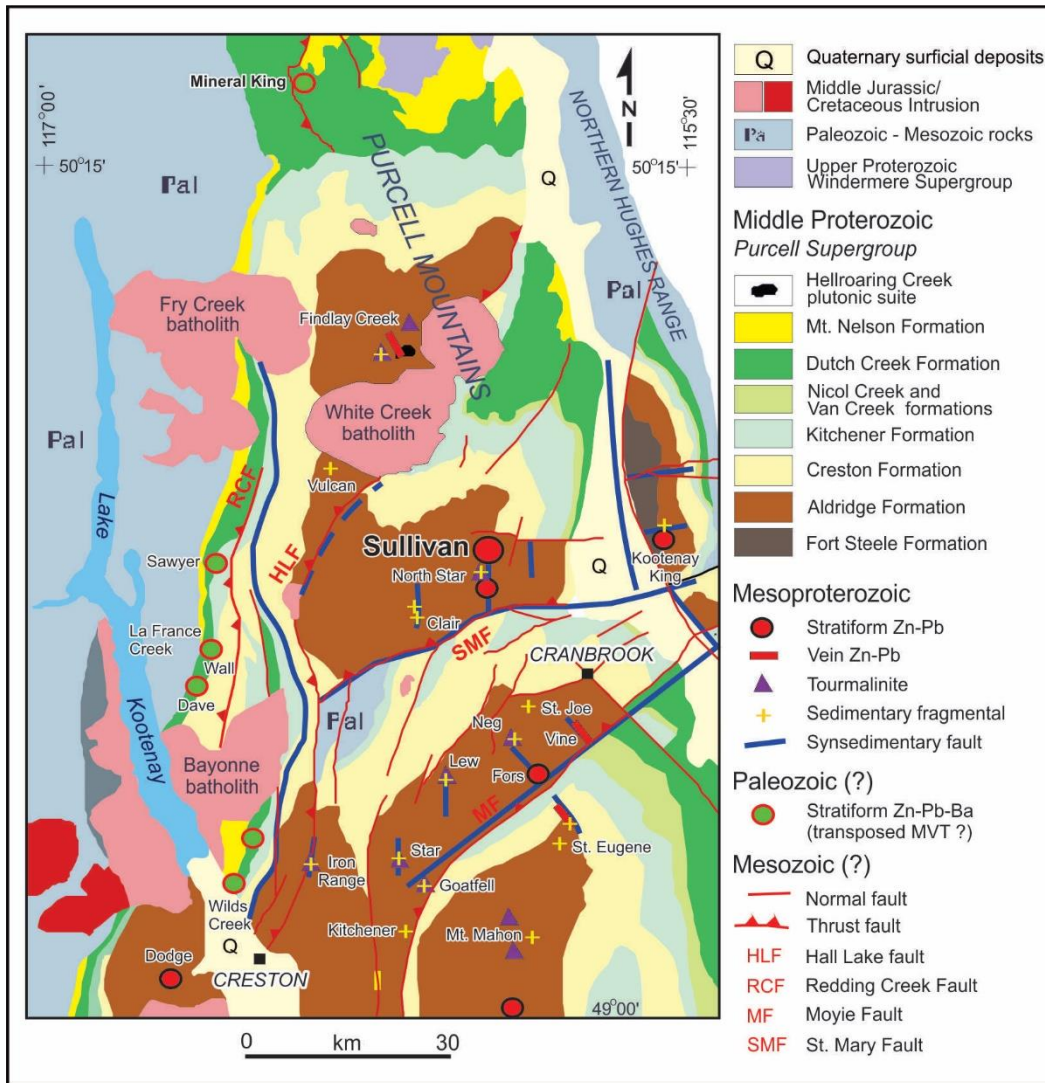 Mineral King
117°00'
50°15'
Pal
N
115°30'
50°15'
NORTHERN HUGHES RANGE
Q
PURCELL MOUNTAINS
Pal
Fry Creek
batholith
Findlay Creek
White Creek
batholith
Pal
Vulcan
RCF
Lake
HLF
Sullivan
North Star
Clair
Q
Kootenay
King
Sawyer
La France
Creek
Wall
Dave
SMF
CRANBROOK
Pal
Kootenay
Bayonne
batholith
Neg
St. Joe
Vine
Lew
Fors
MF
St. Eugene
Iron
Range
Star
Goatfell
Wilds
Creek
Kitchener
Mt. Mahon
Q
Dodge
CRESTON
49°00'
0 km 30
Q Quaternary surficial deposits
Middle Jurassic/
Cretaceous Intrusion
Pa Paleozoic - Mesozoic rocks
Upper Proterozoic
Windermere Supergroup
Middle Proterozoic
Purcell Supergroup
Hellroaring Creek
plutonic suite
Mt. Nelson Formation
Dutch Creek Formation
Nicol Creek and
Van Creek formations
Kitchener Formation
Creston Formation
Aldridge Formation
Fort Steele Formation
Mesoproterozoic
Stratiform Zn-Pb
Vein Zn-Pb
Tourmalinite
Sedimentary fragmental
Synsedimentary fault
Paleozoic (?)
Stratiform Zn-Pb-Ba
(transposed MVT ?)
Mesozoic (?)
Normal fault
Thrust fault
HLF Hall Lake fault
RCF Redding Creek Fault
MF Moyie Fault
SMF St. Mary Fault